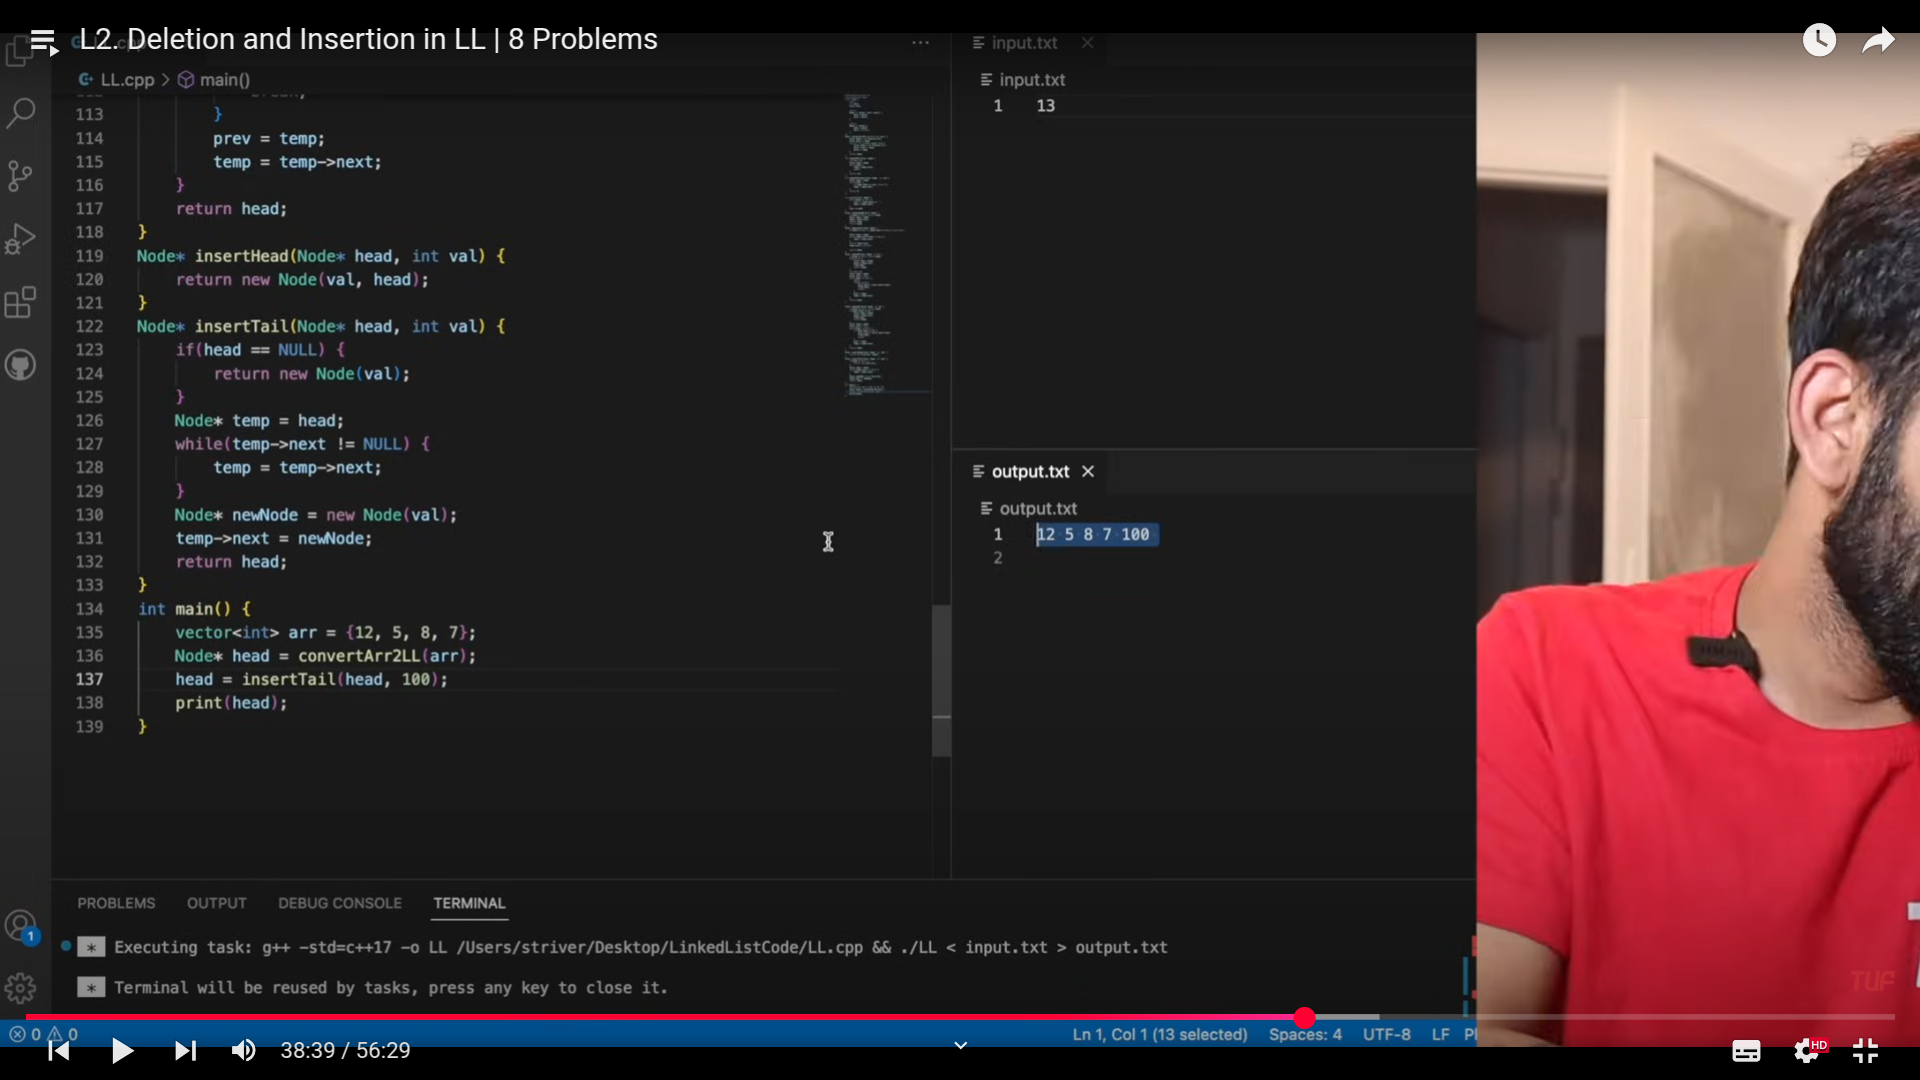 L2. Deletion and Insertion in LL | 8 Problems
LL.cpp > main()
113 }
114 prev = temp;
115 temp = temp->next;
116 }
117 return head;
118 }
119 Node* insertHead(Node* head, int val) {
120 return new Node(val, head);
121 }
122 Node* insertTail(Node* head, int val) {
123 if(head == NULL) {
124 return new Node(val);
125 }
126 Node* temp = head;
127 while(temp->next != NULL) {
128 temp = temp->next;
129 }
130 Node* newNode = new Node(val);
131 temp->next = newNode;
132 return head;
133 }
134 int main() {
135 vector<int> arr = {12, 5, 8, 7};
136 Node* head = convertArr2LL(arr);
137 head = insertTail(head, 100);
138 print(head);
139 }
input.txt
input.txt
1 13
output.txt
output.txt
1 12 5 8 7 100
2
PROBLEMS OUTPUT DEBUG CONSOLE TERMINAL
* Executing task: g++ -std=c++17 -o LL /Users/striver/Desktop/LinkedListCode/LL.cpp && ./LL < input.txt > output.txt
* Terminal will be reused by tasks, press any key to close it.
1
TUF
0 0
Ln 1, Col 1 (13 selected) Spaces: 4 UTF-8 LF
38:39 / 56:29
HD